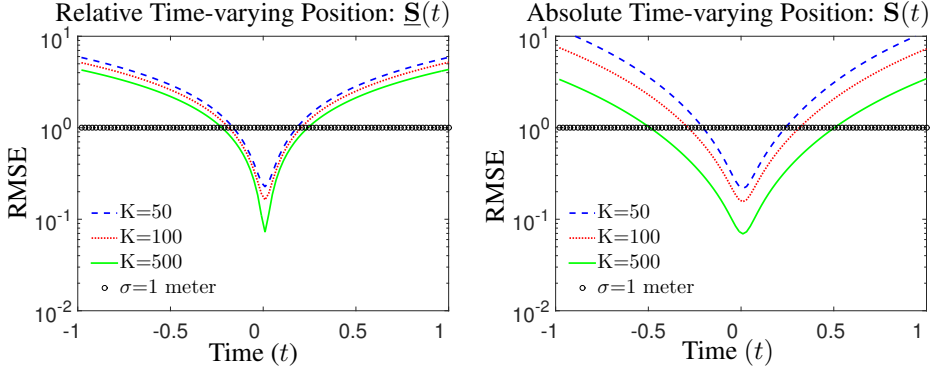 Relative Time-varying Position: S(t)
10^1
10^0
10^-1
10^-2
RMSE
K=50
K=100
K=500
σ=1 meter
-1 -0.5 0 0.5 1
Time (t)
Absolute Time-varying Position: S(t)
10^1
10^0
10^-1
10^-2
RMSE
K=50
K=100
K=500
σ=1 meter
-1 -0.5 0 0.5 1
Time (t)